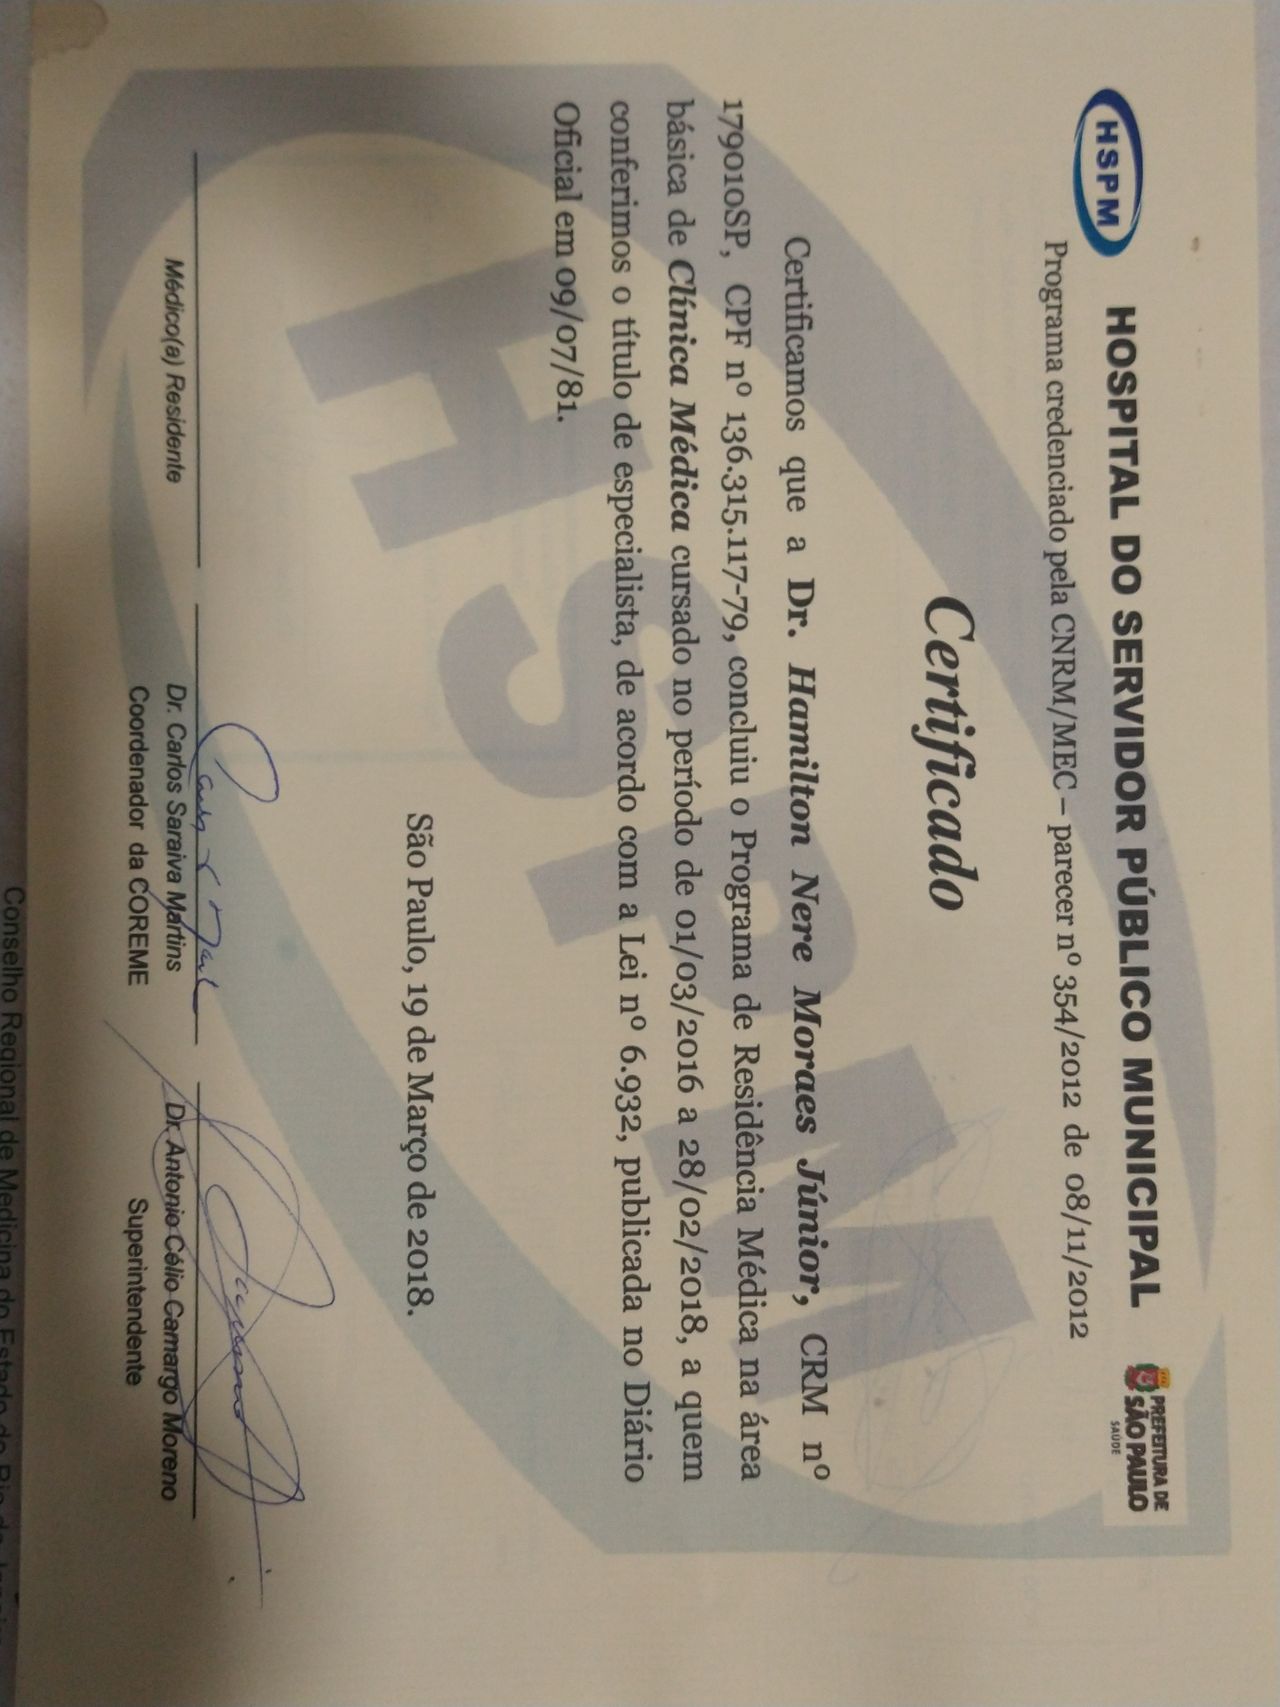 HSPM
HOSPITAL DO SERVIDOR PÚBLICO MUNICIPAL
PREFEITURA DE
SÃO PAULO
SAÚDE
Programa credenciado pela CNRM/MEC – parecer nº 354/2012 de 08/11/2012
Certificado
Certificamos que a Dr. Hamilton Nere Moraes Júnior, CRM nº
179010SP, CPF nº 136.315.117-79, concluiu o Programa de Residência Médica na área
básica de Clínica Médica cursado no período de 01/03/2016 a 28/02/2018, a quem
conferimos o título de especialista, de acordo com a Lei nº 6.932, publicada no Diário
Oficial em 09/07/81.
HSPM
São Paulo, 19 de Março de 2018.
Médico(a) Residente
Dr. Carlos Saraiva Martins
Coordenador da COREME
Dr. Antonio Célio Camargo Moreno
Superintendente
Conselho Regional de Medicina do Estado do Rio de Janeiro